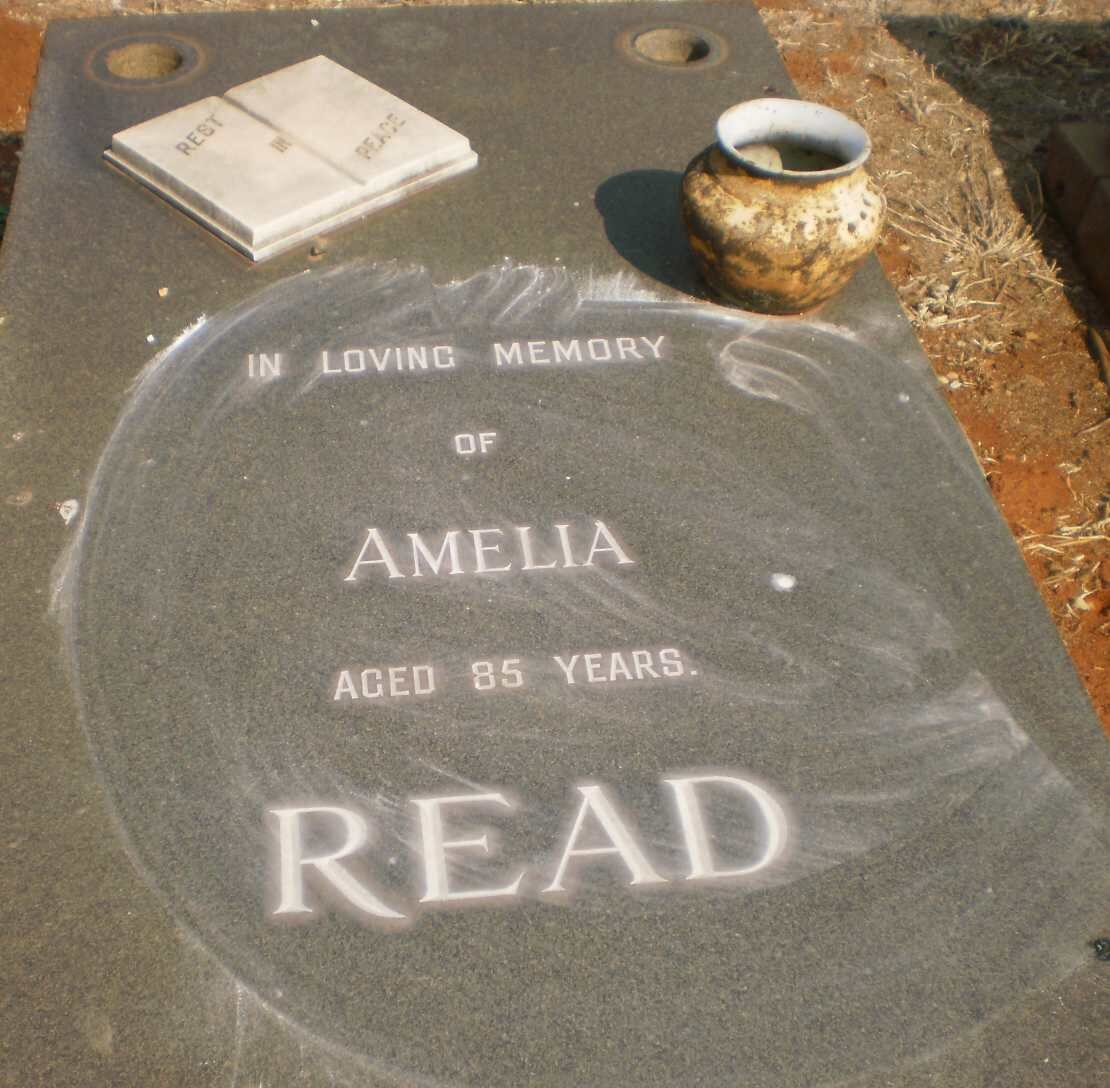 REST IN PEACE
IN LOVING MEMORY
OF
AMELIA
AGED 85 YEARS.
READ